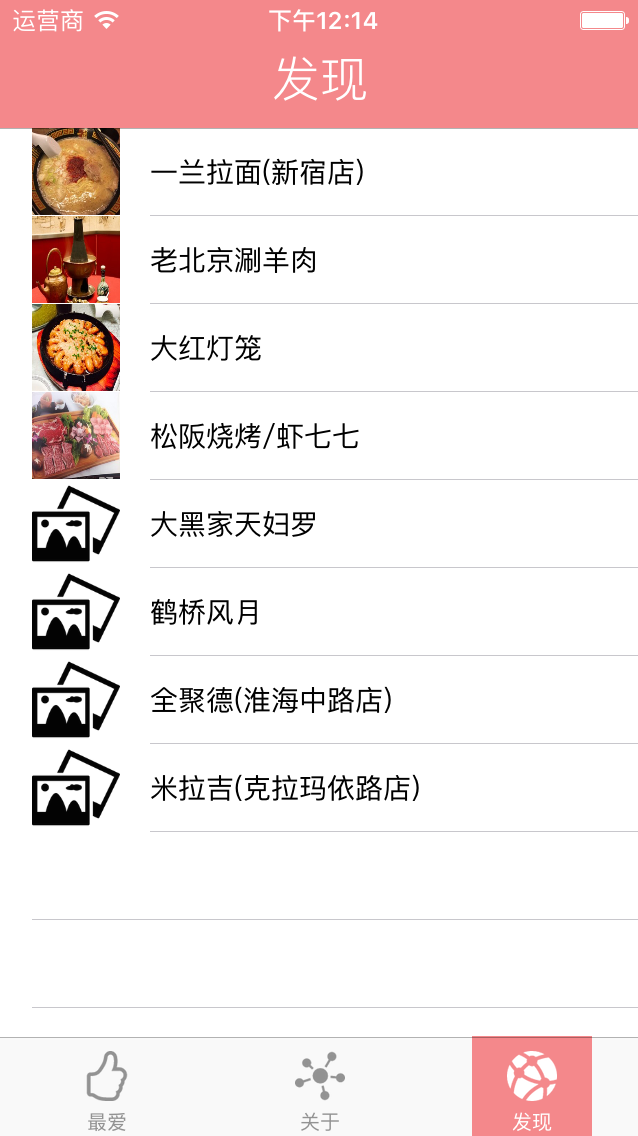 运营商 下午12:14
发现
一兰拉面(新宿店)
老北京涮羊肉
大红灯笼
松阪烧烤/虾七七
大黑家天妇罗
鹤桥风月
全聚德(淮海中路店)
米拉吉(克拉玛依路店)
最爱 关于 发现